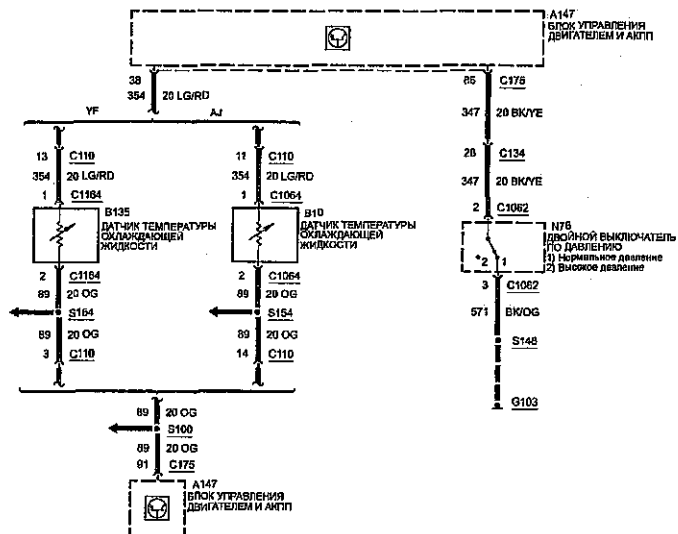 A147
БЛОК УПРАВЛЕНИЯ
ДВИГАТЕЛЕМ И АКПП
38
354 20 LG/RD
85 C175
347 20 BK/YE
YF AJ
13 C110
354 20 LG/RD
1 C1164
11 C110
354 20 LG/RD
1 C1064
28 C134
347 20 BK/YE
2 C1062
B135
ДАТЧИК ТЕМПЕРАТУРЫ
ОХЛАЖДАЮЩЕЙ
ЖИДКОСТИ
B10
ДАТЧИК ТЕМПЕРАТУРЫ
ОХЛАЖДАЮЩЕЙ
ЖИДКОСТИ
N76
ДВОЙНОЙ ВЫКЛЮЧАТЕЛЬ
ПО ДАВЛЕНИЮ
1) Нормальное давление
2) Высокое давление
2 1
2 C1164
89 20 OG
S164
89 20 OG
3 C110
2 C1064
89 20 OG
S154
89 20 OG
14 C110
3 C1062
571 BK/OG
S148
G103
89 20 OG
S100
89 20 OG
91 C175
A147
БЛОК УПРАВЛЕНИЯ
ДВИГАТЕЛЕМ И АКПП